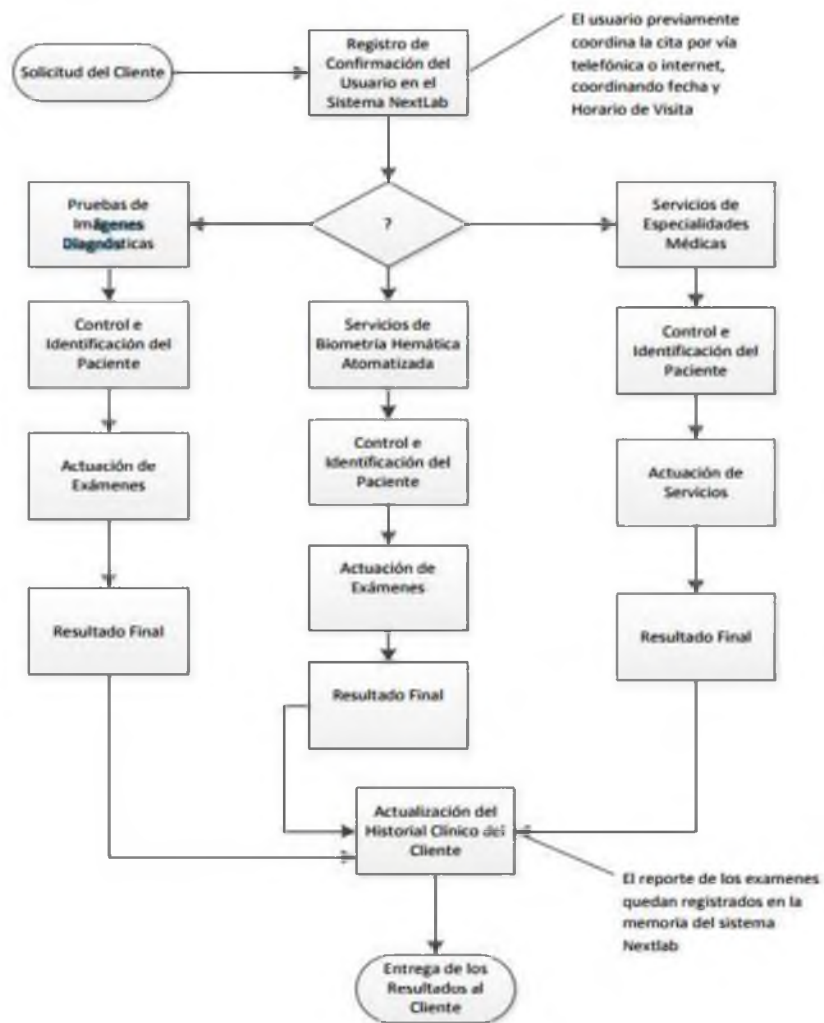 Solicitud del Cliente
Registro de
Confirmación del
Usuario en el
Sistema NextLab
El usuario previamente
coordina la cita por vía
telefónica o internet,
coordinando fecha y
Horario de Visita
?
Pruebas de
Imágenes
Diagnósticas
Control e
Identificación del
Paciente
Actuación de
Exámenes
Resultado Final
Servicios de
Biometría Hemática
Atomatizada
Control e
Identificación del
Paciente
Actuación de
Exámenes
Resultado Final
Servicios de
Especialidades
Médicas
Control e
Identificación del
Paciente
Actuación de
Servicios
Resultado Final
Actualización del
Historial Clínico del
Cliente
El reporte de los examenes
quedan registrados en la
memoria del sistema
Nextlab
Entrega de los
Resultados al
Cliente